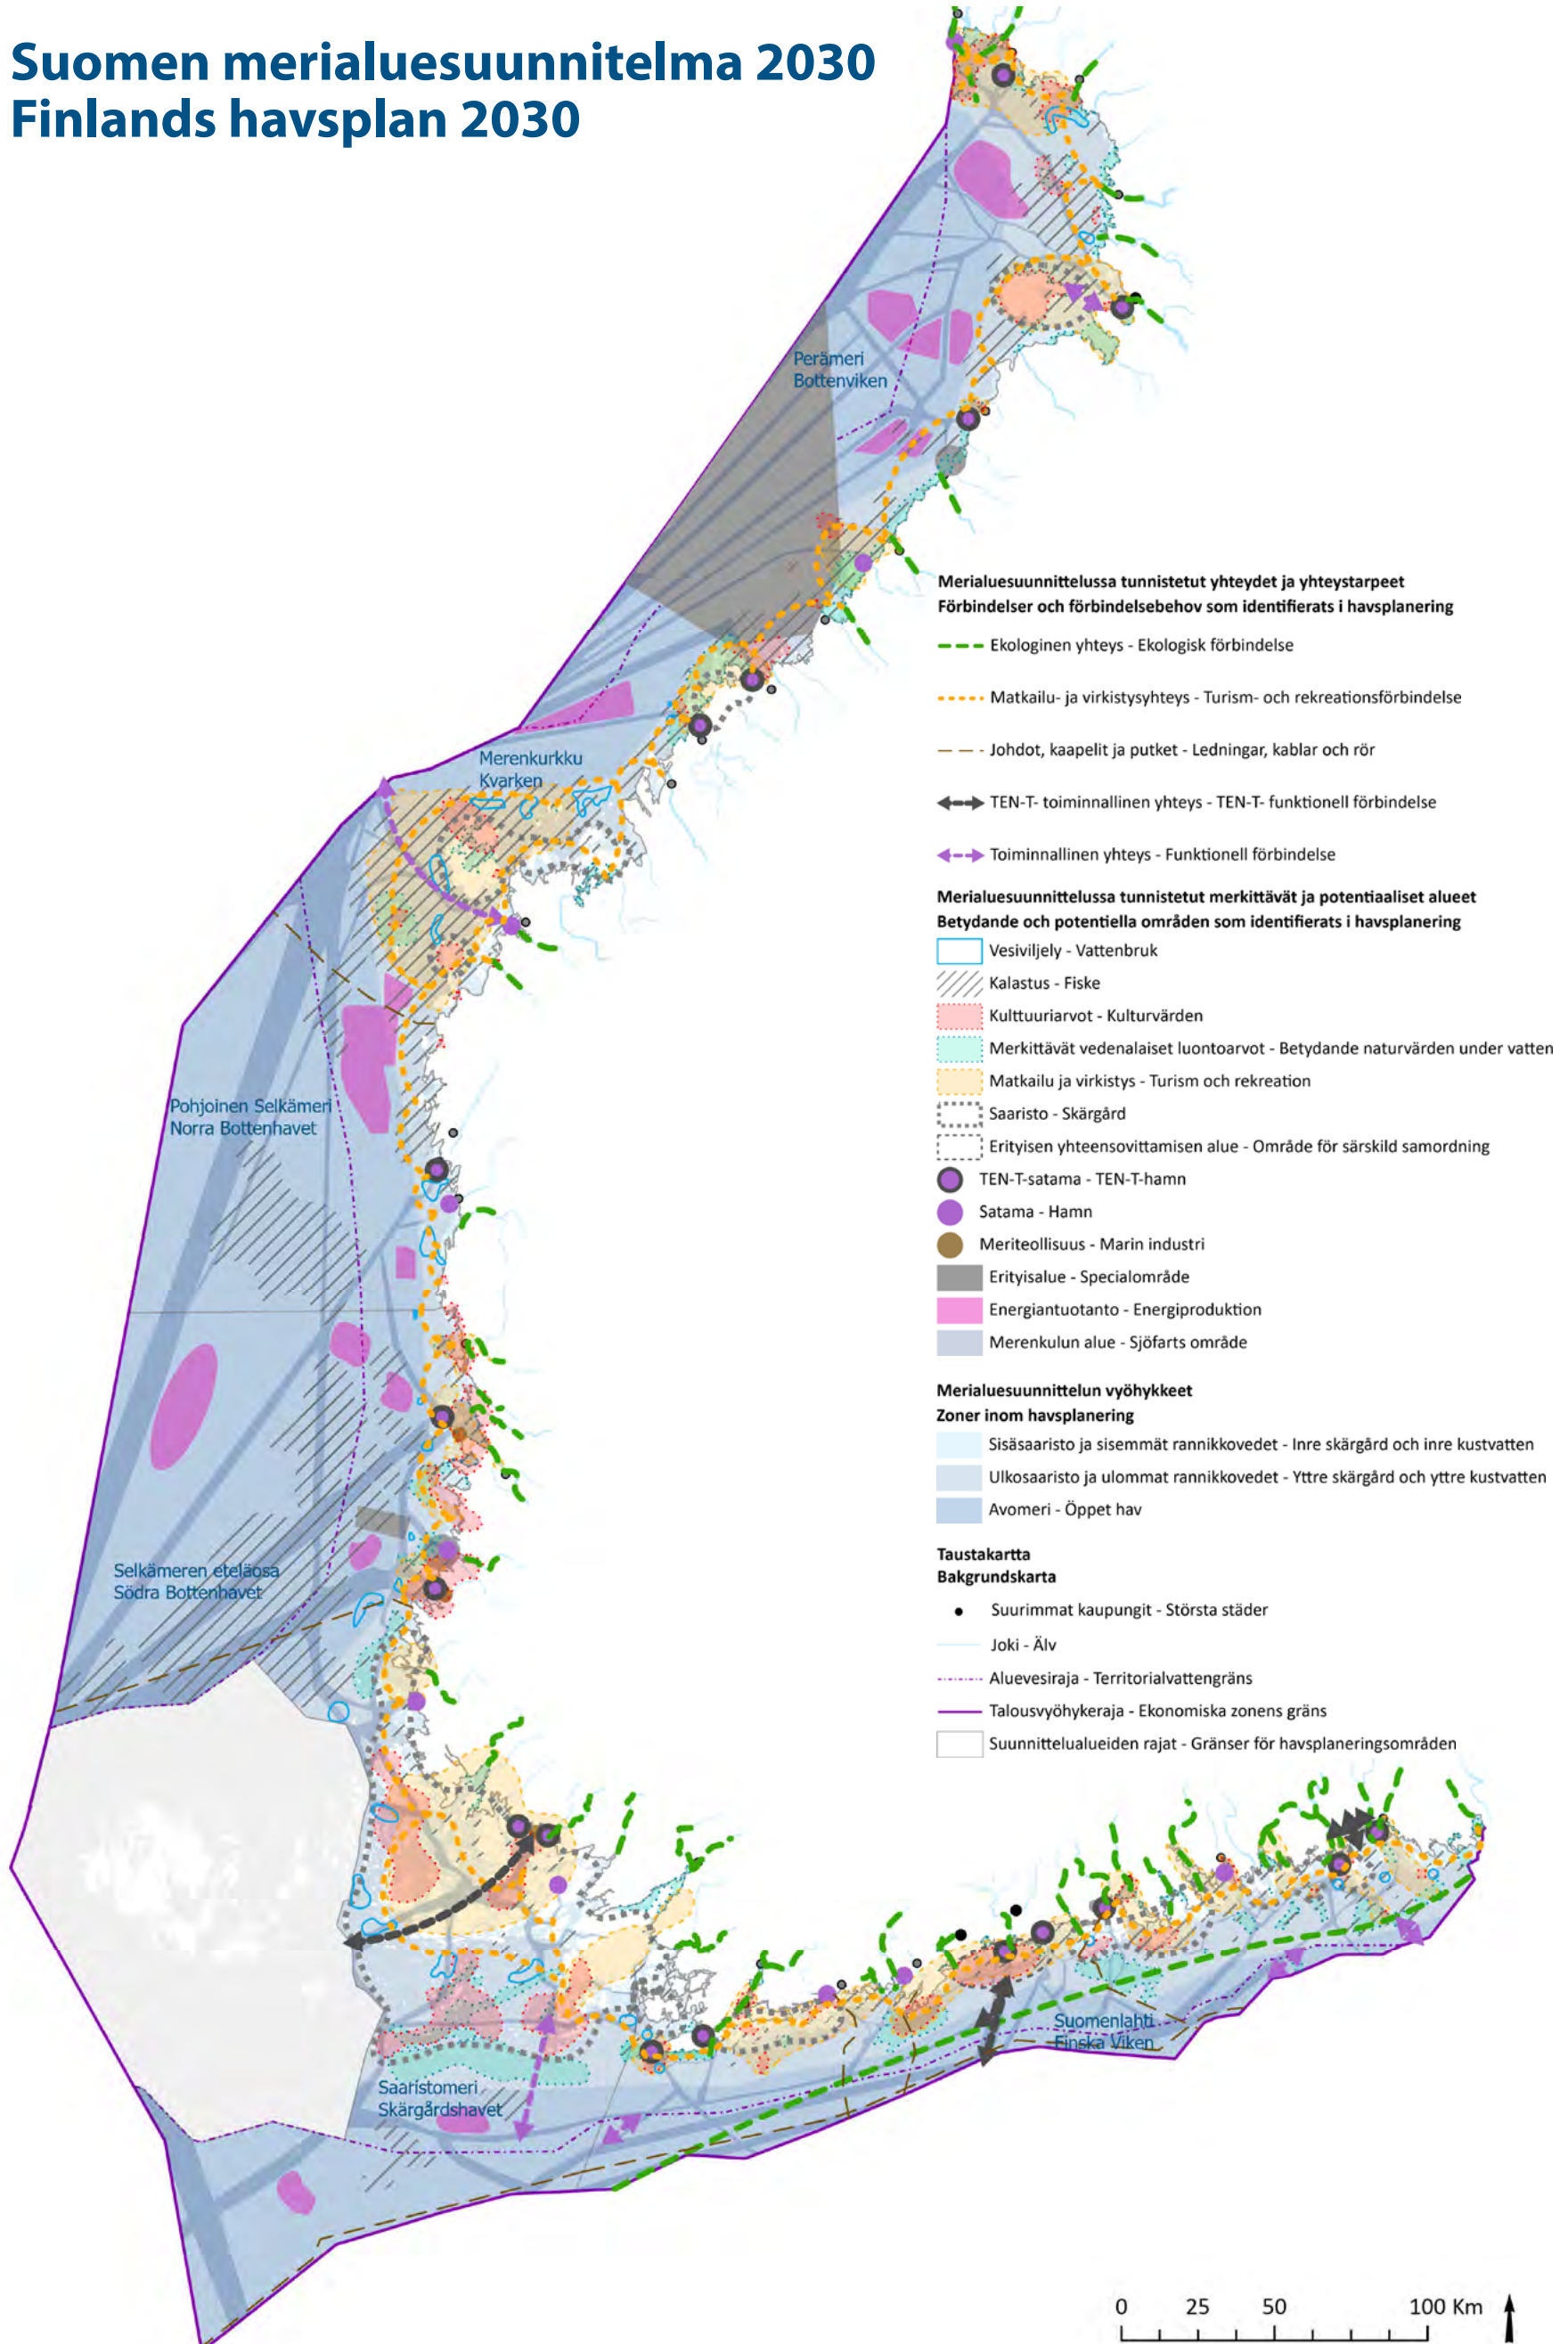 Suomen merialuesuunnitelma 2030
Finlands havsplan 2030
Perämeri
Bottenviken
Merenkurkku
Kvarken
Pohjoinen Selkämeri
Norra Bottenhavet
Selkämeren eteläosa
Södra Bottenhavet
Saaristomeri
Skärgårdshavet
Suomenlahti
Finska Viken
Merialuesuunnittelussa tunnistetut yhteydet ja yhteystarpeet
Förbindelser och förbindelsebehov som identifierats i havsplanering
Ekologinen yhteys - Ekologisk förbindelse
Matkailu- ja virkistysyhteys - Turism- och rekreationsförbindelse
Johdot, kaapelit ja putket - Ledningar, kablar och rör
TEN-T- toiminnallinen yhteys - TEN-T- funktionell förbindelse
Toiminnallinen yhteys - Funktionell förbindelse
Merialuesuunnittelussa tunnistetut merkittävät ja potentiaaliset alueet
Betydande och potentiella områden som identifierats i havsplanering
Vesiviljely - Vattenbruk
Kalastus - Fiske
Kulttuuriarvot - Kulturvärden
Merkittävät vedenalaiset luontoarvot - Betydande naturvärden under vatten
Matkailu ja virkistys - Turism och rekreation
Saaristo - Skärgård
Erityisen yhteensovittamisen alue - Område för särskild samordning
TEN-T-satama - TEN-T-hamn
Satama - Hamn
Meriteollisuus - Marin industri
Erityisalue - Specialområde
Energiantuotanto - Energiproduktion
Merenkulun alue - Sjöfarts område
Merialuesuunnittelun vyöhykkeet
Zoner inom havsplanering
Sisäsaaristo ja sisemmät rannikkovedet - Inre skärgård och inre kustvatten
Ulkosaaristo ja ulommat rannikkovedet - Yttre skärgård och yttre kustvatten
Avomeri - Öppet hav
Taustakartta
Bakgrundskarta
Suurimmat kaupungit - Största städer
Joki - Älv
Aluevesiraja - Territorialvattengräns
Talousvyöhykeraja - Ekonomiska zonens gräns
Suunnittelualueiden rajat - Gränser för havsplaneringsområden
0 25 50 100 Km